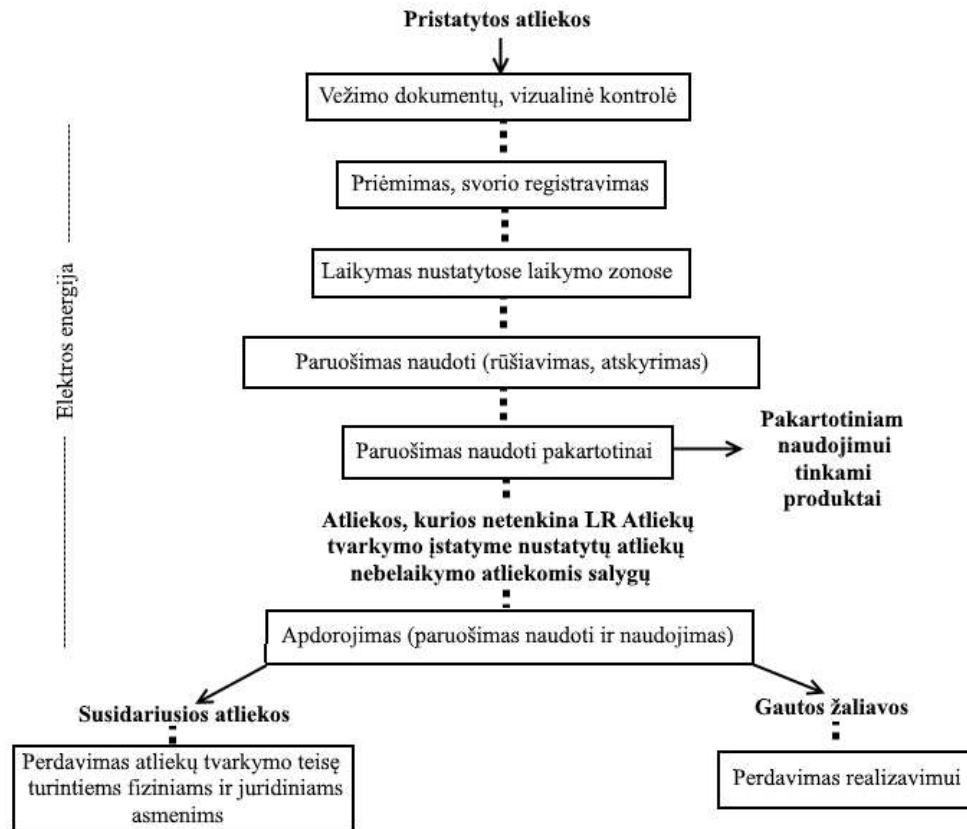 Pristatytos atliekos
Vežimo dokumentų, vizualinė kontrolė
Priėmimas, svorio registravimas
Laikymas nustatytose laikymo zonose
Elektros energija
Paruošimas naudoti (rūšiavimas, atskyrimas)
Paruošimas naudoti pakartotinai
Pakartotiniam
naudojimui
tinkami
produktai
Atliekos, kurios netenkina LR Atliekų
tvarkymo įstatyme nustatytų atliekų
nebelaikymo atliekomis salygų
Apdorojimas (paruošimas naudoti ir naudojimas)
Susidariusios atliekos
Gautos žaliavos
Perdavimas atliekų tvarkymo teisę
turintiems fiziniams ir juridiniams
asmenims
Perdavimas realizavimui